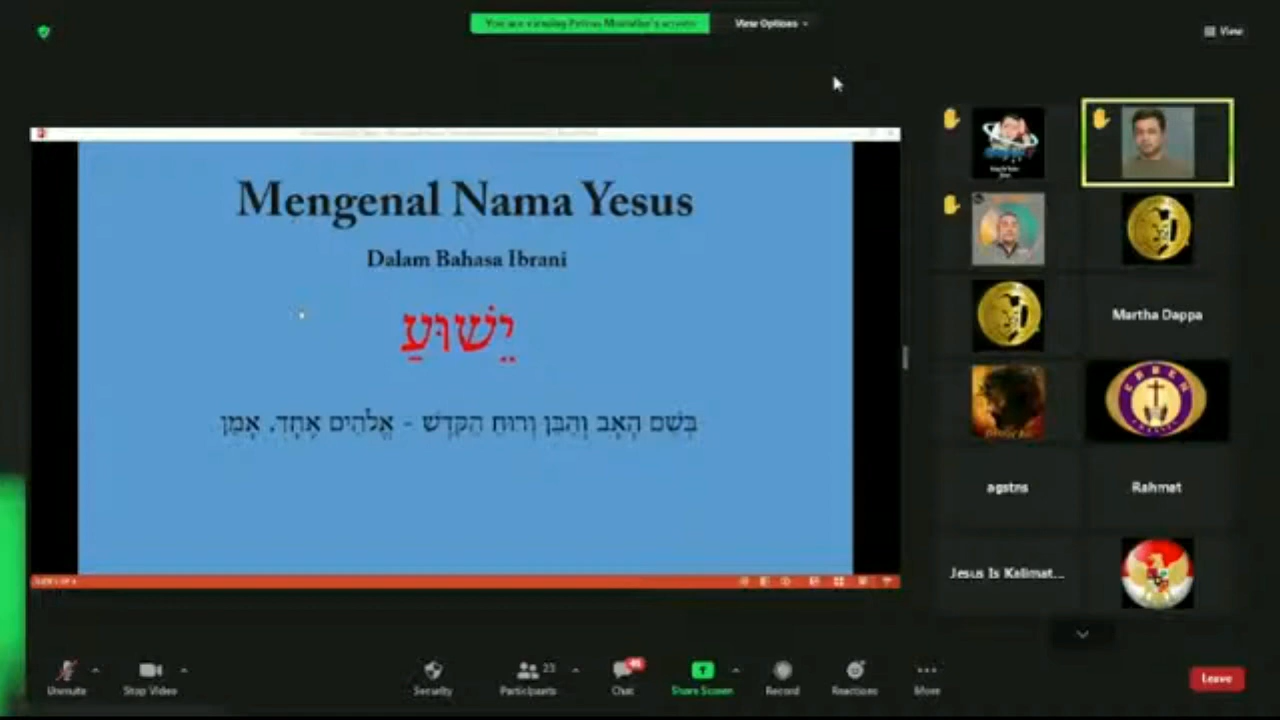 View Options
View
Mengenal Nama Yesus
Dalam Bahasa Ibrani
יֵשׁוּעַ
בְּשֵׁם הָאָב וְהַבֵּן וְרוּחַ הַקֹּדֶשׁ - אֱלֹהִים אֶחָד, אָמֵן
Martha Dappa
agstns
Rahmat
Jesus Is Kalimat...
Unmute
Stop Video
Security
23
Participants
Chat
Share Screen
Record
Reactions
More
Leave